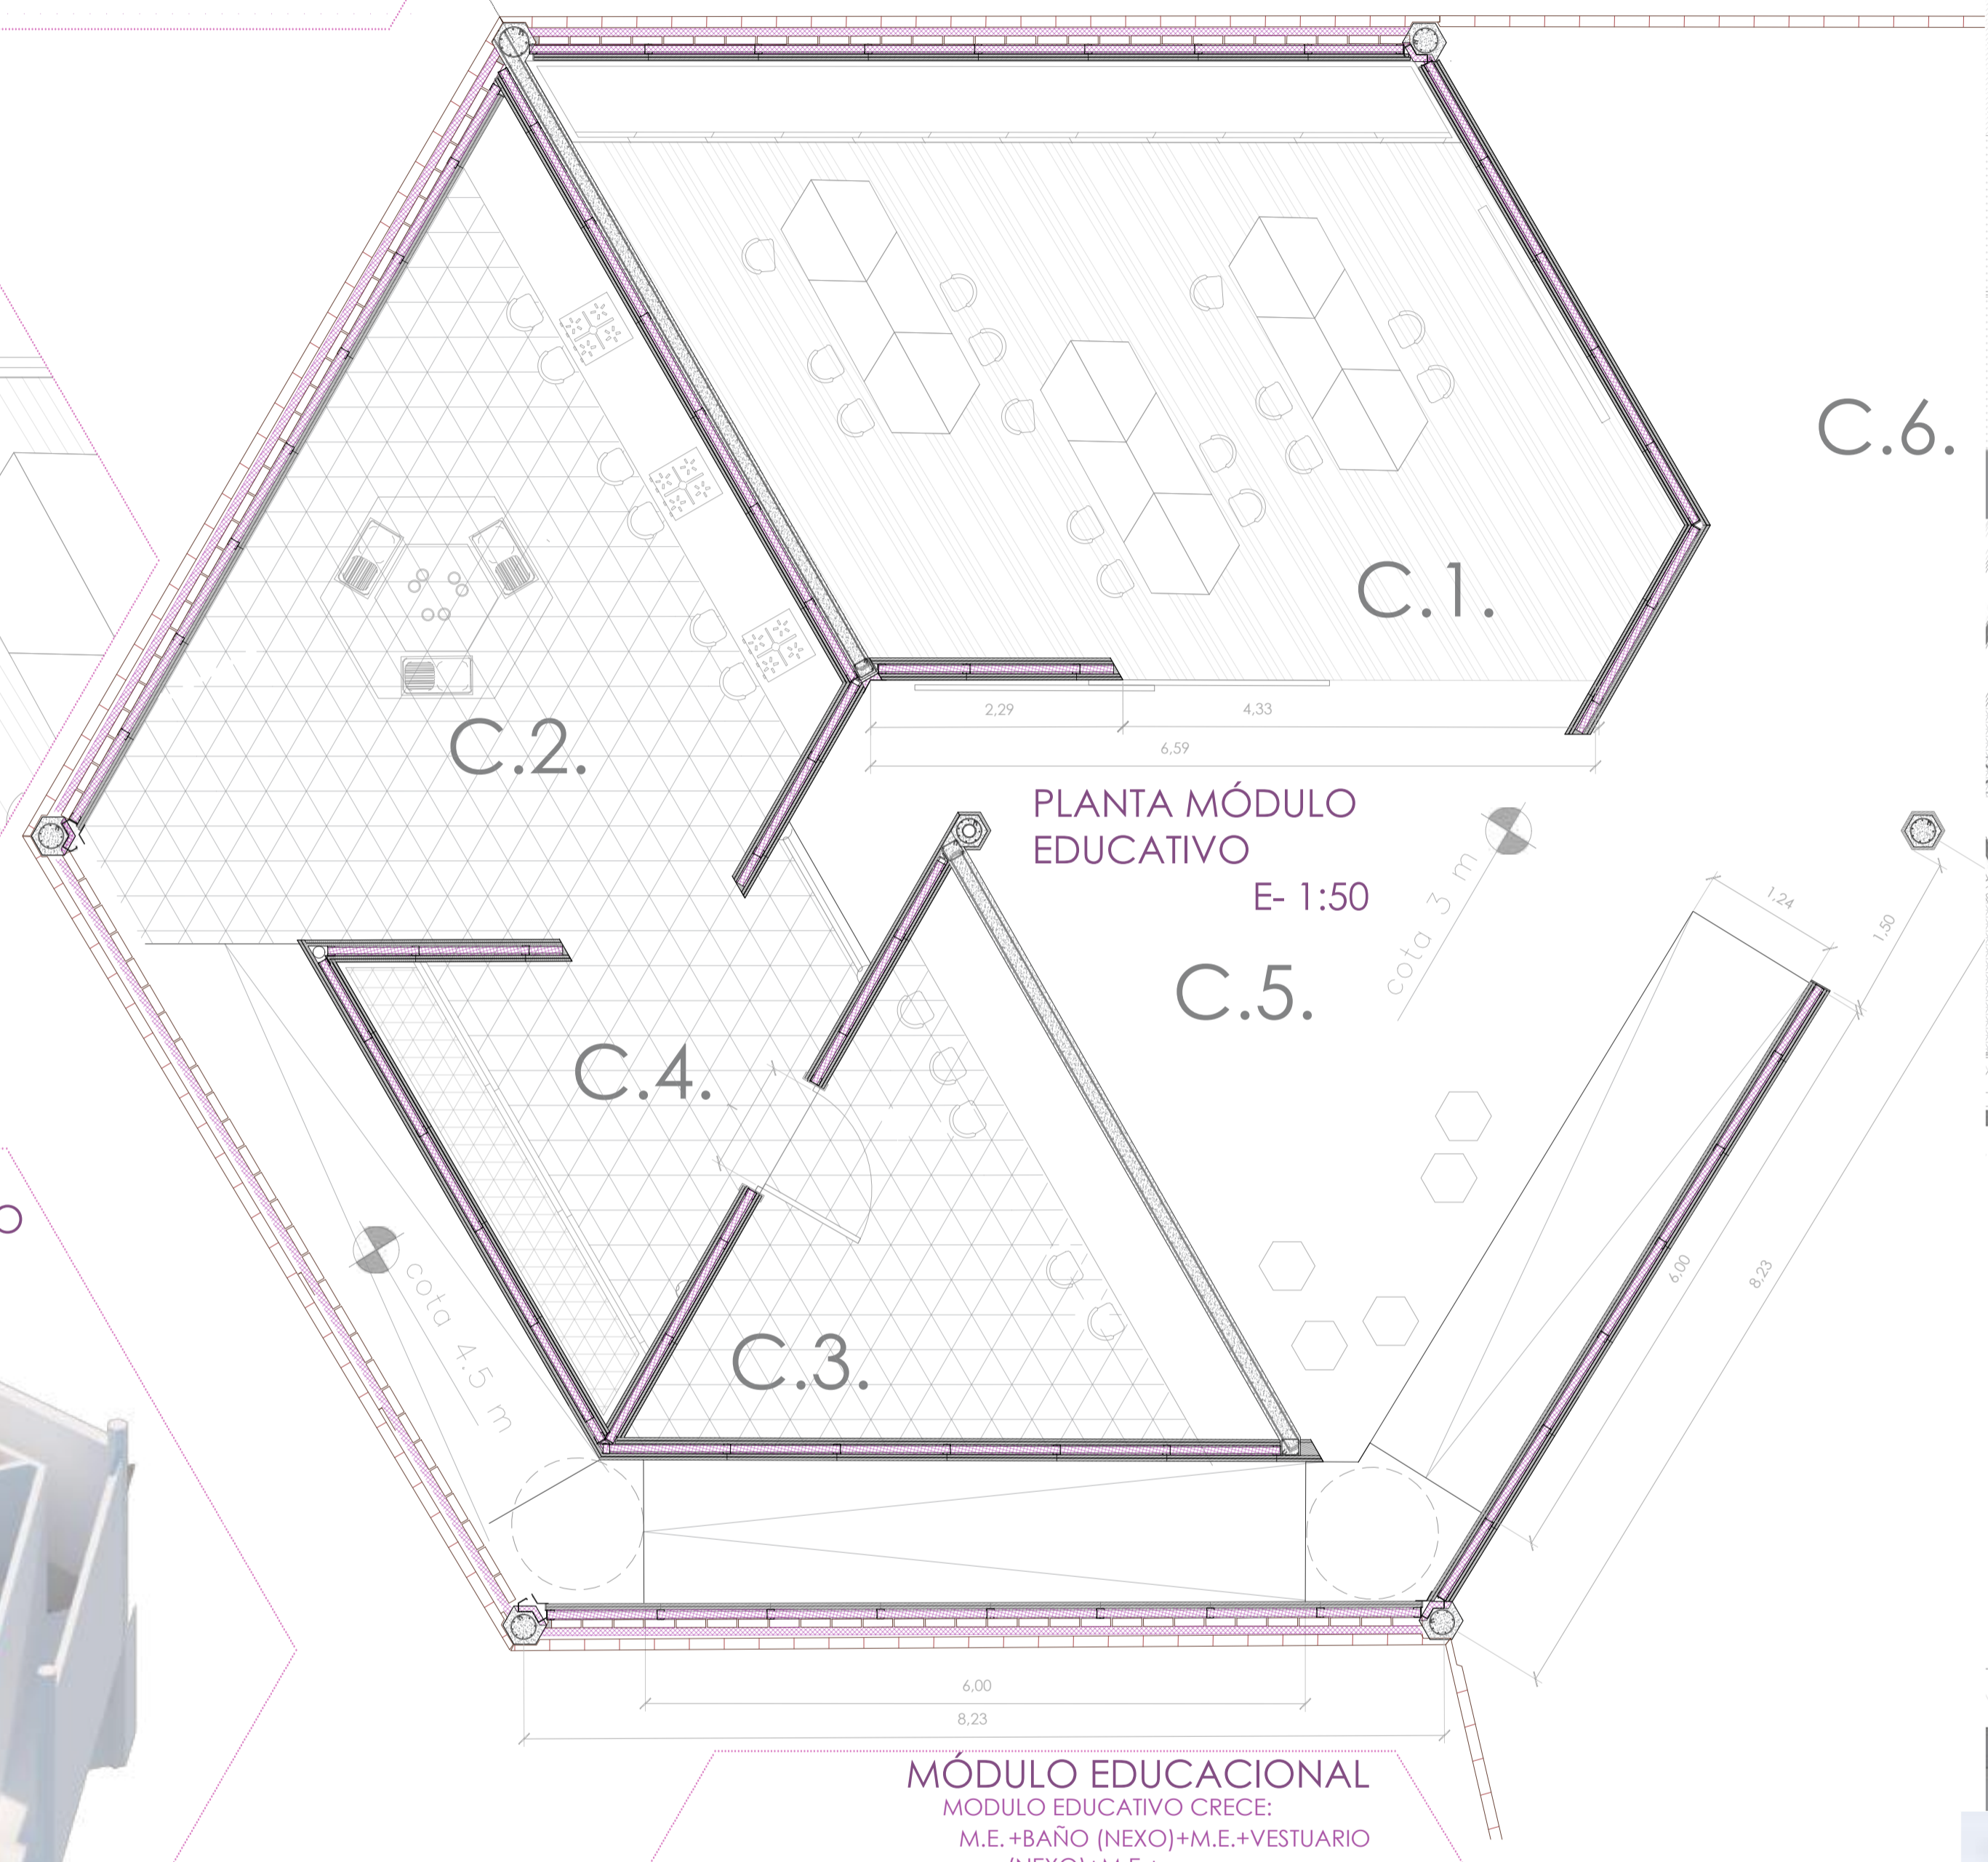 C.6.
C.1.
2,29
4,33
6,59
C.2.
PLANTA MÓDULO
EDUCATIVO
E- 1:50
cota 3 m
1,24
1,50
C.5.
C.4.
O
cota 4.5 m
6,00
8,23
C.3.
6,00
8,23
MÓDULO EDUCACIONAL
MODULO EDUCATIVO CRECE:
M.E.+BAÑO (NEXO)+M.E.+VESTUARIO